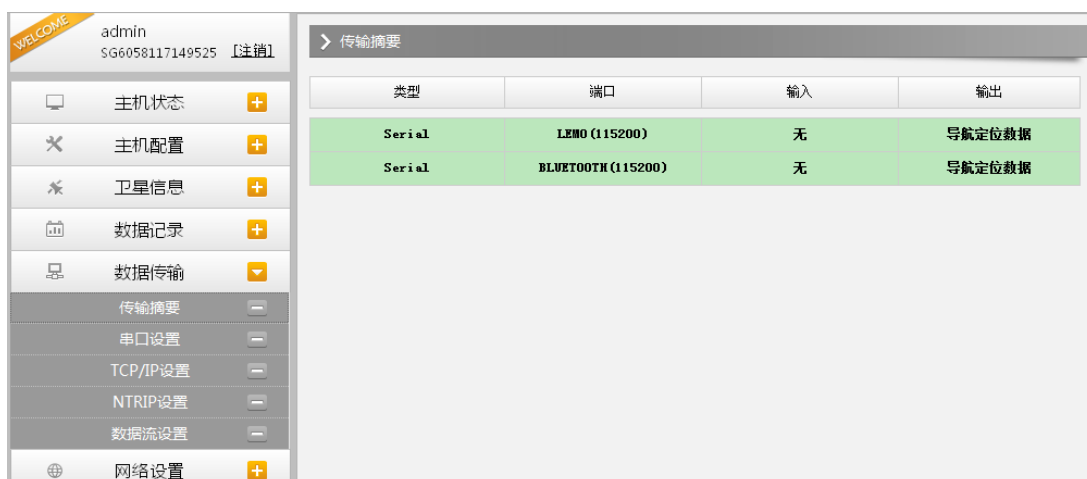 WELCOME
admin
SG6058117149525 [注销]
主机状态
主机配置
卫星信息
数据记录
数据传输
传输摘要
串口设置
TCP/IP设置
NTRIP设置
数据流设置
网络设置
传输摘要
类型 端口 输入 输出
Serial LEMO(115200) 无 导航定位数据
Serial BLUETOOTH(115200) 无 导航定位数据